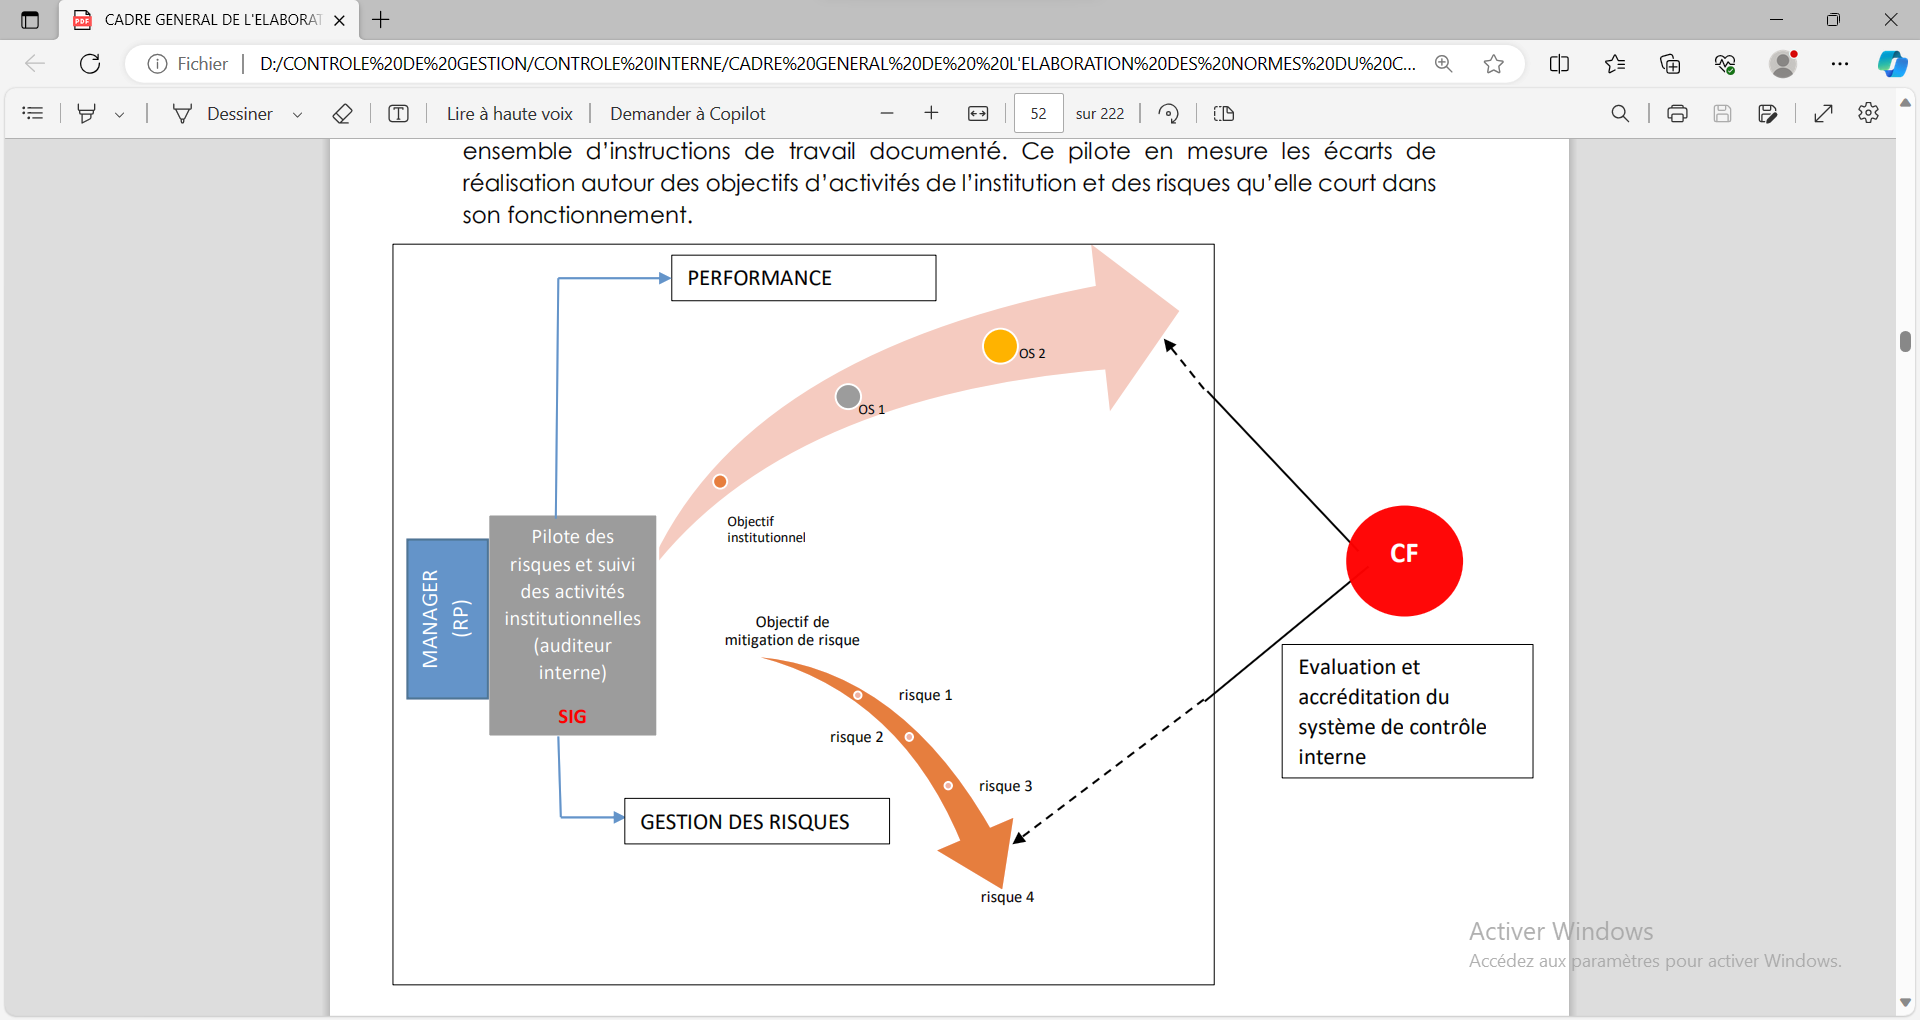 CADRE GENERAL DE L'ELABORAT
Fichier
D:/CONTROLE%20DE%20GESTION/CONTROLE%20INTERNE/CADRE%20GENERAL%20DE%20%20L'ELABORATION%20DES%20NORMES%20DU%20C...
Dessiner
Lire à haute voix
Demander à Copilot
52
sur 222
ensemble d'instructions de travail documenté. Ce pilote en mesure les écarts de
réalisation autour des objectifs d'activités de l'institution et des risques qu'elle court dans
son fonctionnement.
PERFORMANCE
OS 2
OS 1
Objectif
institutionnel
MANAGER
(RP)
Pilote des
risques et suivi
des activités
institutionnelles
(auditeur
interne)
SIG
CF
Objectif de
mitigation de risque
risque 1
risque 2
risque 3
risque 4
GESTION DES RISQUES
Evaluation et
accréditation du
système de contrôle
interne
Activer Windows
Accédez aux paramètres pour activer Windows.